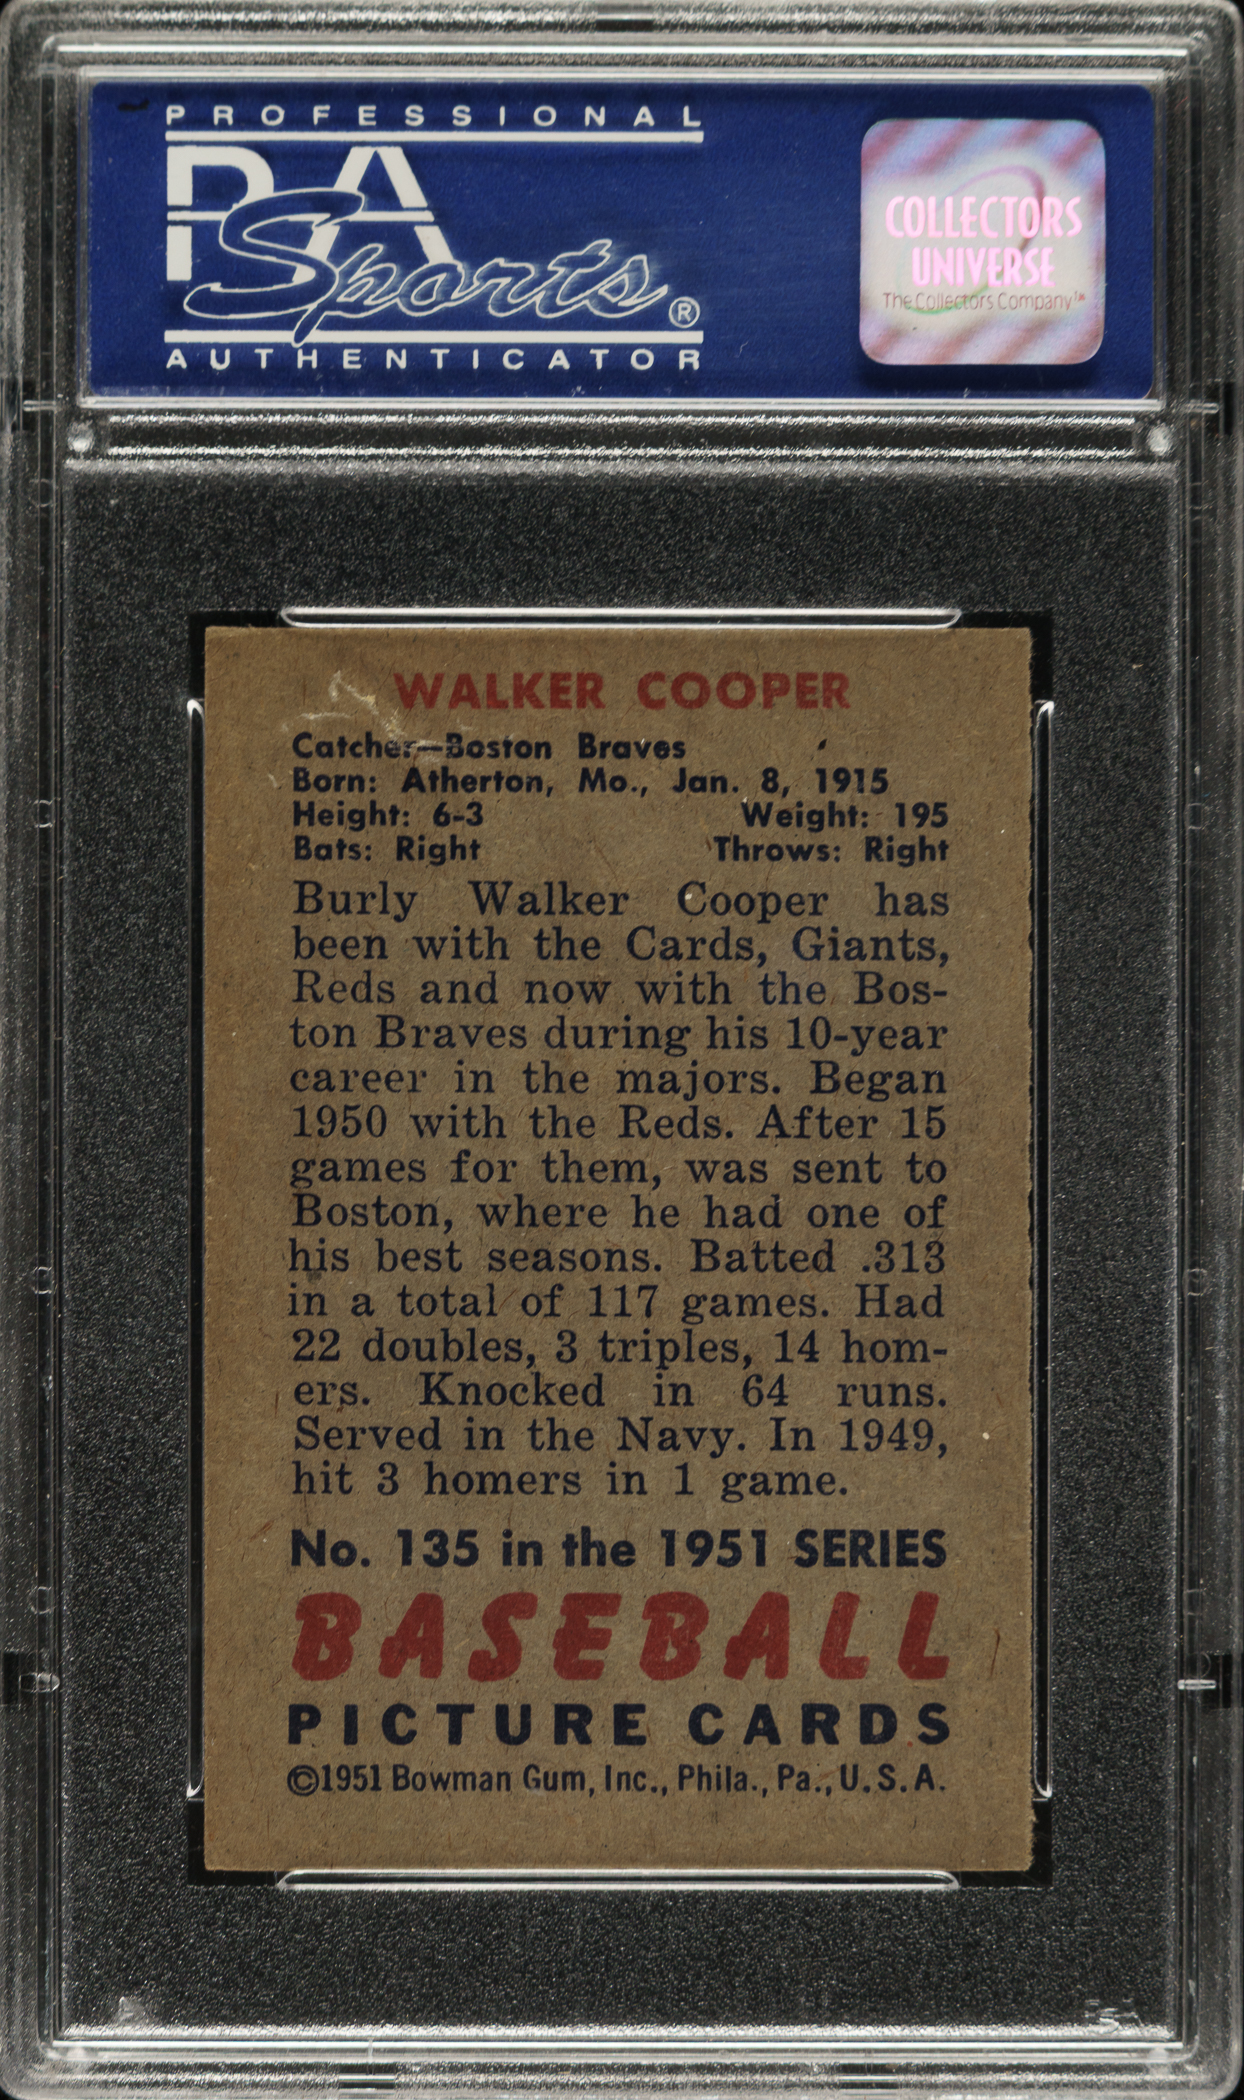 PROFESSIONAL
PSA
Sports®
AUTHENTICATOR
COLLECTORS
UNIVERSE
The Collectors Company™
WALKER COOPER
Catcher—Boston Braves
Born: Atherton, Mo., Jan. 8, 1915
Height: 6-3 Weight: 195
Bats: Right Throws: Right
Burly Walker Cooper has
been with the Cards, Giants,
Reds and now with the Bos-
ton Braves during his 10-year
career in the majors. Began
1950 with the Reds. After 15
games for them, was sent to
Boston, where he had one of
his best seasons. Batted .313
in a total of 117 games. Had
22 doubles, 3 triples, 14 hom-
ers. Knocked in 64 runs.
Served in the Navy. In 1949,
hit 3 homers in 1 game.
No. 135 in the 1951 SERIES
BASEBALL
PICTURE CARDS
©1951 Bowman Gum, Inc., Phila., Pa., U.S.A.